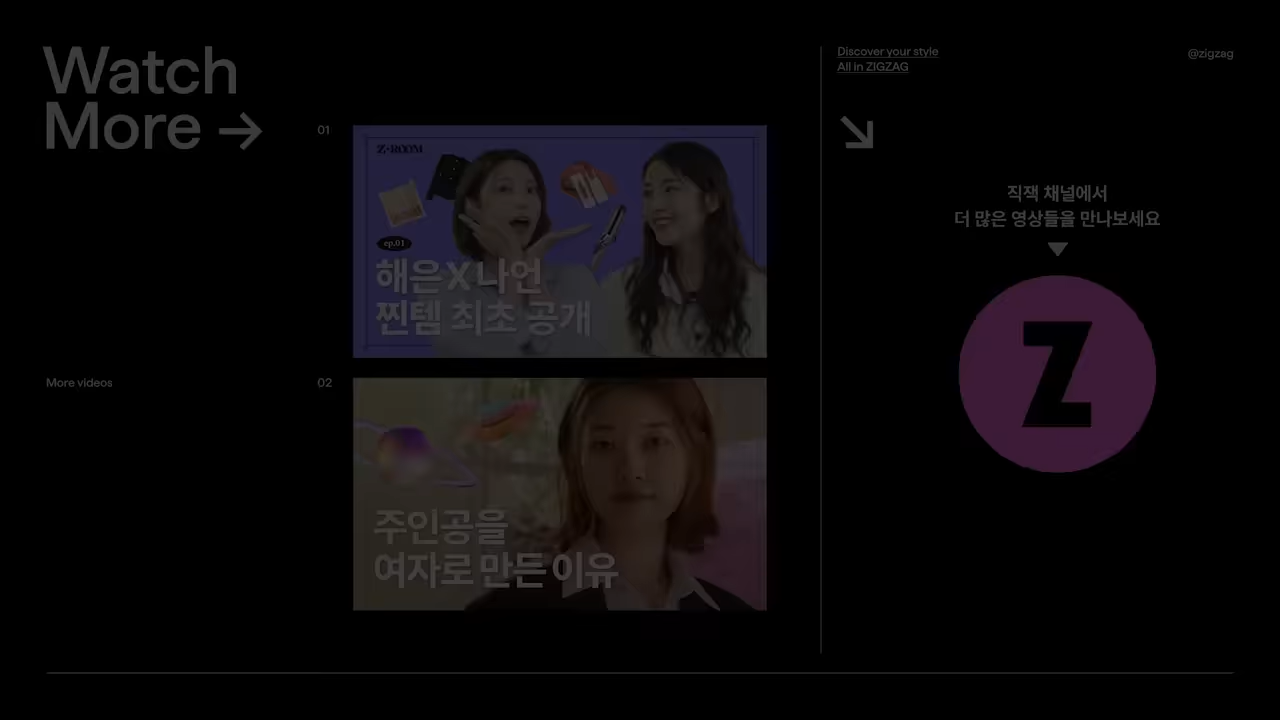 Watch
More →
Discover your style
All in ZIGZAG
@zigzag
01
Z•ROOM
ep.01
해은 X 나언
찐템 최초 공개
직잭 채널에서
더 많은 영상들을 만나보세요
Z
More videos
02
주인공을
여자로 만든 이유